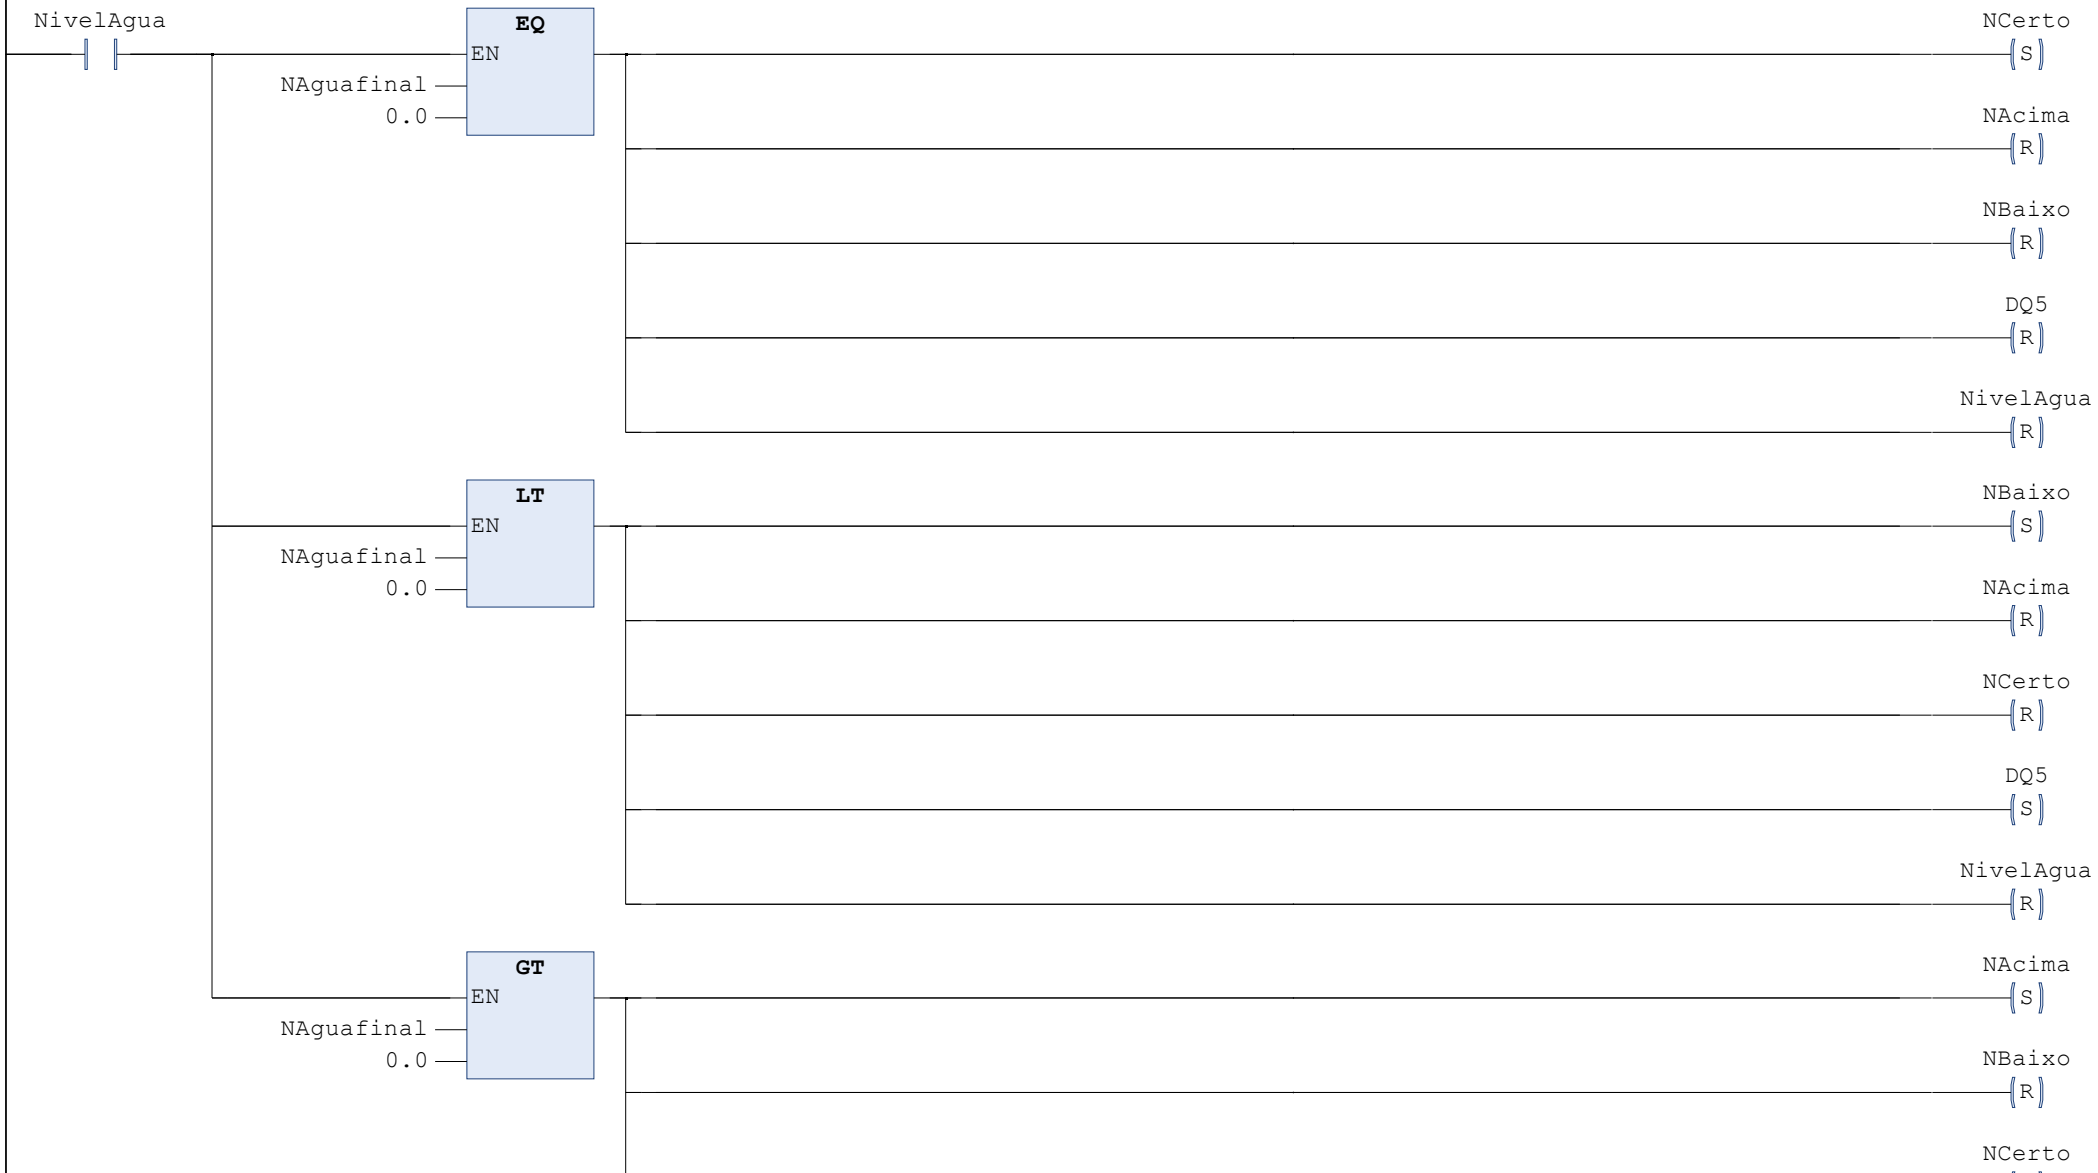 NivelAgua
EQ
NCerto
EN
S
NAguafinal
0.0
NAcima
R
NBaixo
R
DQ5
R
NivelAgua
R
LT
NBaixo
EN
S
NAguafinal
0.0
NAcima
R
NCerto
R
DQ5
S
NivelAgua
R
GT
NAcima
EN
S
NAguafinal
0.0
NBaixo
R
NCerto